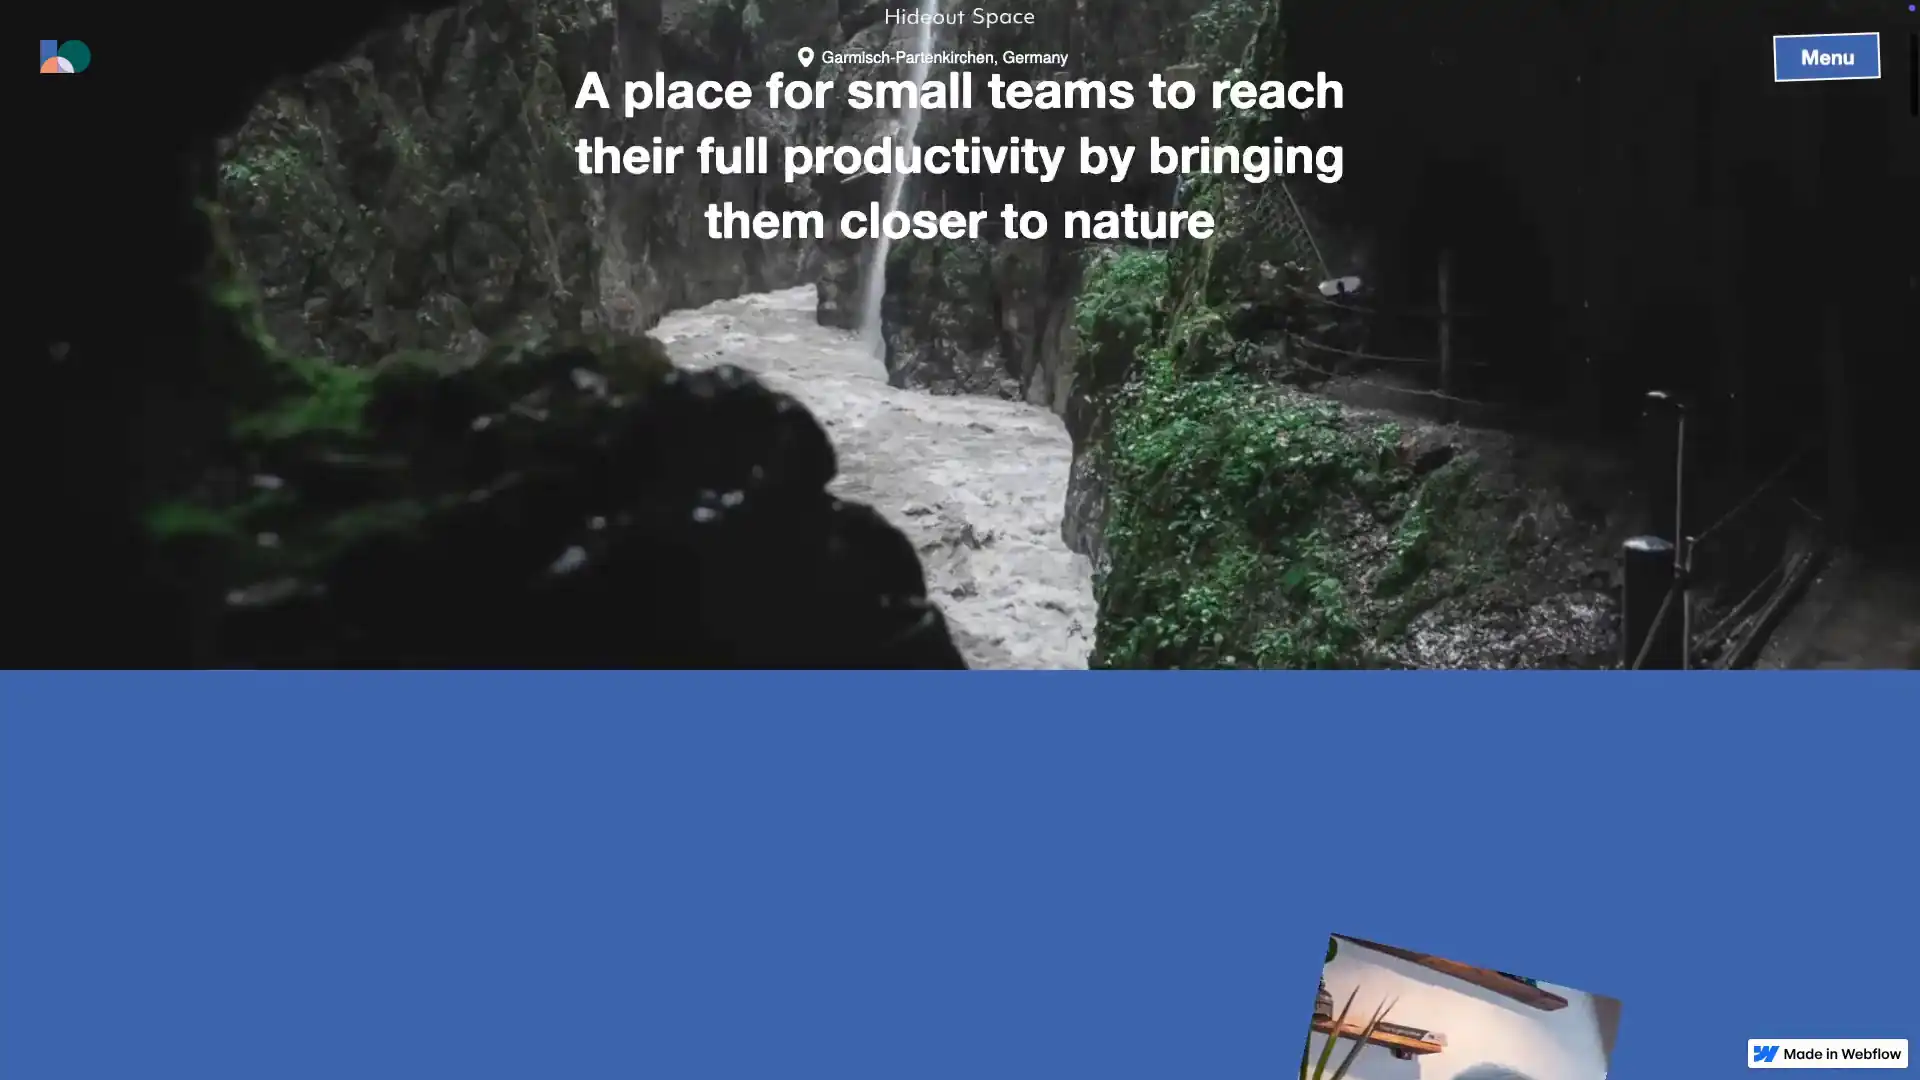 Hideout Space
Garmisch-Partenkirchen, Germany
Menu
A place for small teams to reach
their full productivity by bringing
them closer to nature
Made in Webflow